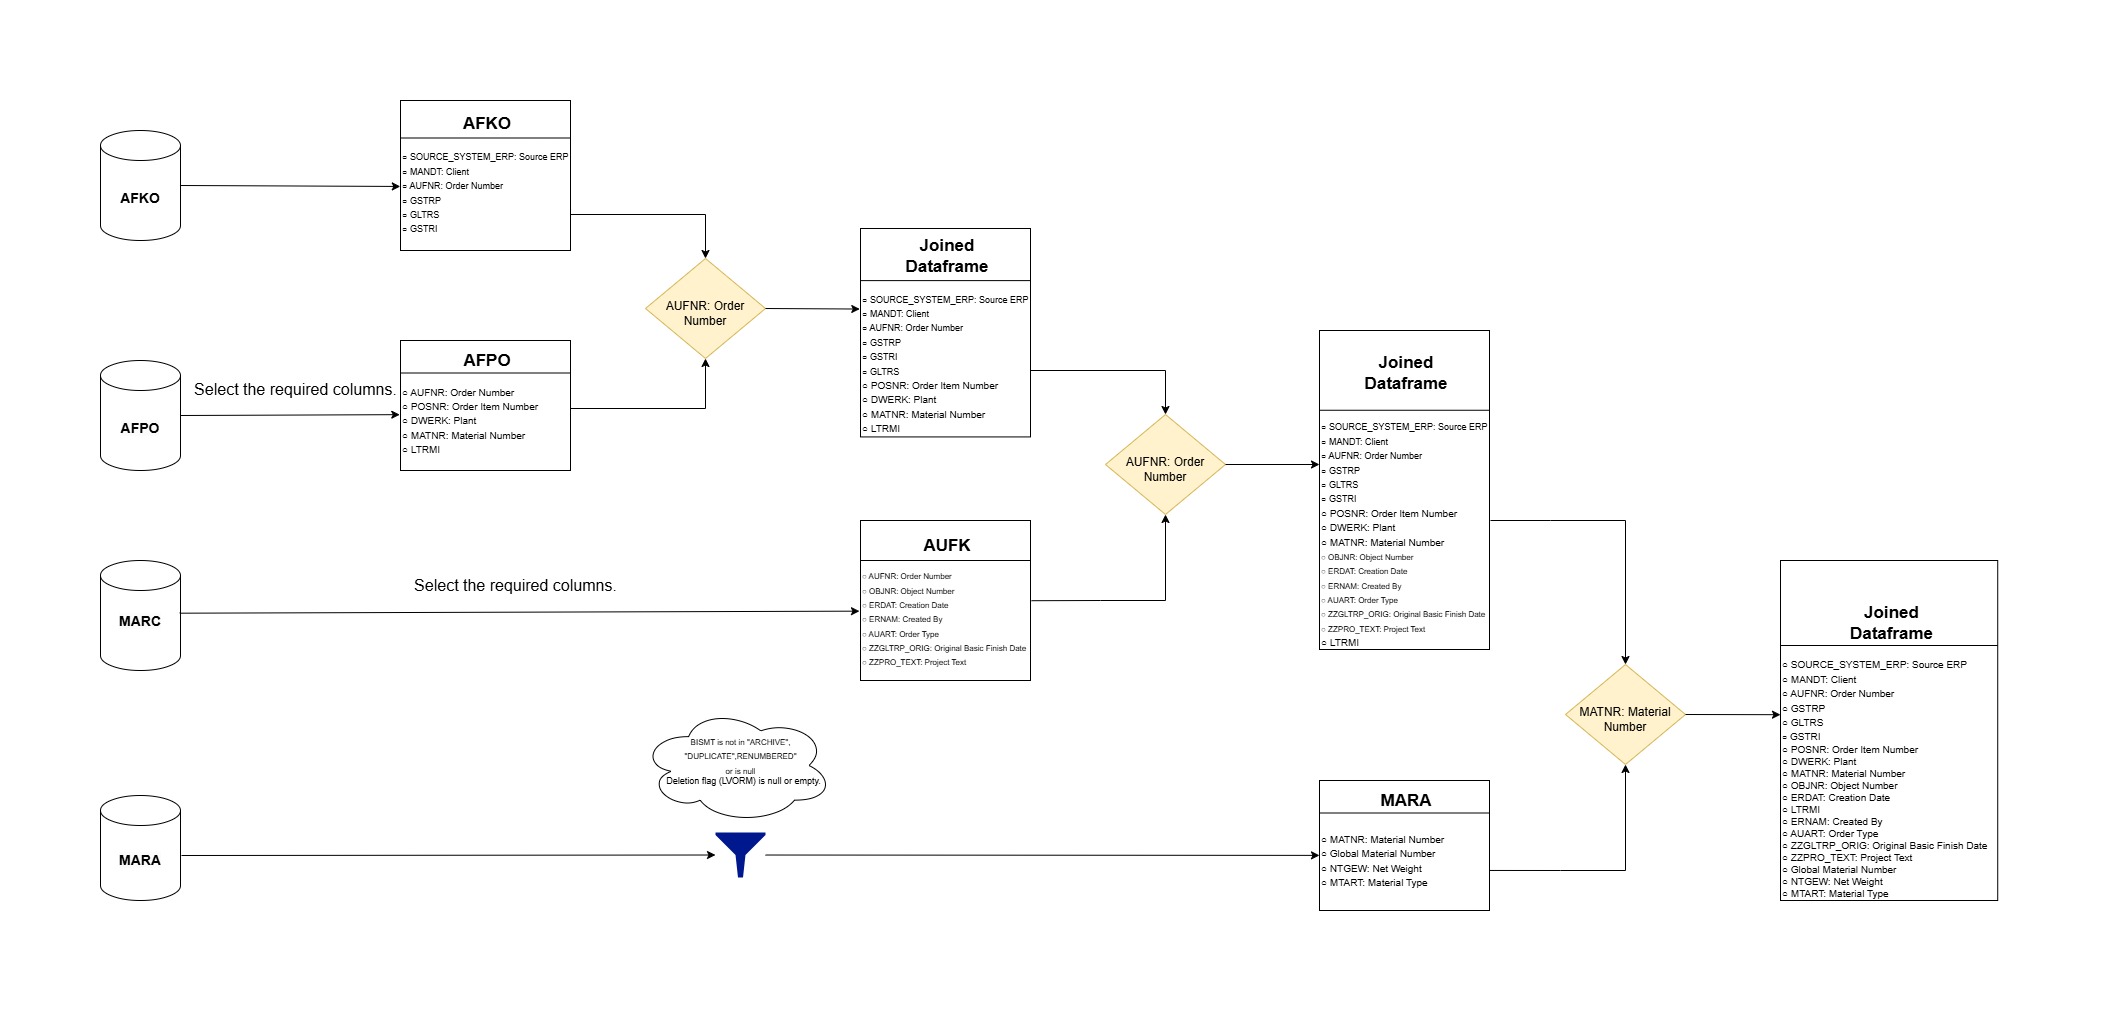 AFKO
AFKO
SOURCE_SYSTEM_ERP: Source ERP
MANDT: Client
AUFNR: Order Number
GSTRP
GLTRS
GSTRI
AFPO
Select the required columns.
AFPO
AUFNR: Order Number
POSNR: Order Item Number
DWERK: Plant
MATNR: Material Number
LTRMI
AUFNR: Order
Number
Joined
Dataframe
SOURCE_SYSTEM_ERP: Source ERP
MANDT: Client
AUFNR: Order Number
GSTRP
GSTRI
GLTRS
POSNR: Order Item Number
DWERK: Plant
MATNR: Material Number
LTRMI
MARC
Select the required columns.
AUFK
AUFNR: Order Number
OBJNR: Object Number
ERDAT: Creation Date
ERNAM: Created By
AUART: Order Type
ZZGLTRP_ORIG: Original Basic Finish Date
ZZPRO_TEXT: Project Text
AUFNR: Order
Number
Joined
Dataframe
SOURCE_SYSTEM_ERP: Source ERP
MANDT: Client
AUFNR: Order Number
GSTRP
GLTRS
GSTRI
POSNR: Order Item Number
DWERK: Plant
MATNR: Material Number
OBJNR: Object Number
ERDAT: Creation Date
ERNAM: Created By
AUART: Order Type
ZZGLTRP_ORIG: Original Basic Finish Date
ZZPRO_TEXT: Project Text
LTRMI
MARA
BISMT is not in "ARCHIVE",
"DUPLICATE",RENUMBERED"
or is null
Deletion flag (LVORM) is null or empty.
MARA
MATNR: Material Number
Global Material Number
NTGEW: Net Weight
MTART: Material Type
MATNR: Material
Number
Joined
Dataframe
SOURCE_SYSTEM_ERP: Source ERP
MANDT: Client
AUFNR: Order Number
GSTRP
GLTRS
GSTRI
POSNR: Order Item Number
DWERK: Plant
MATNR: Material Number
OBJNR: Object Number
ERDAT: Creation Date
LTRMI
ERNAM: Created By
AUART: Order Type
ZZGLTRP_ORIG: Original Basic Finish Date
ZZPRO_TEXT: Project Text
Global Material Number
NTGEW: Net Weight
MTART: Material Type